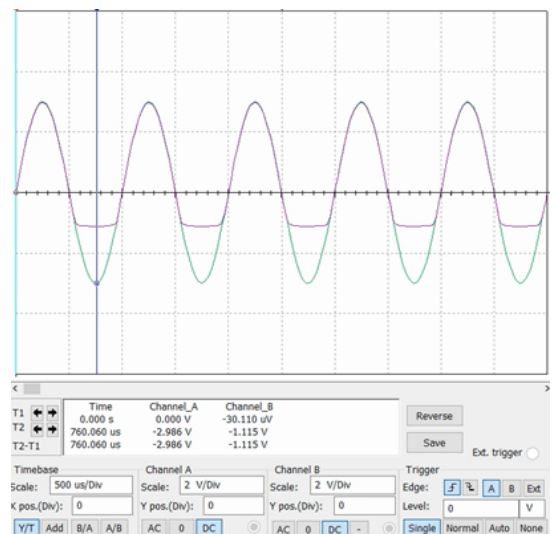 Time Channel_A Channel_B
T1 0.000 s 0.000 V -30.110 uV
T2 760.060 us -2.986 V -1.115 V
T2-T1 760.060 us -2.986 V -1.115 V
Reverse
Save
Ext. trigger
Timebase
Scale: 500 us/Div
X pos.(Div): 0
Y/T Add B/A A/B
Channel A
Scale: 2 V/Div
Y pos.(Div): 0
AC 0 DC
Channel B
Scale: 2 V/Div
Y pos.(Div): 0
AC 0 DC -
Trigger
Edge: A B Ext
Level: 0 V
Single Normal Auto None